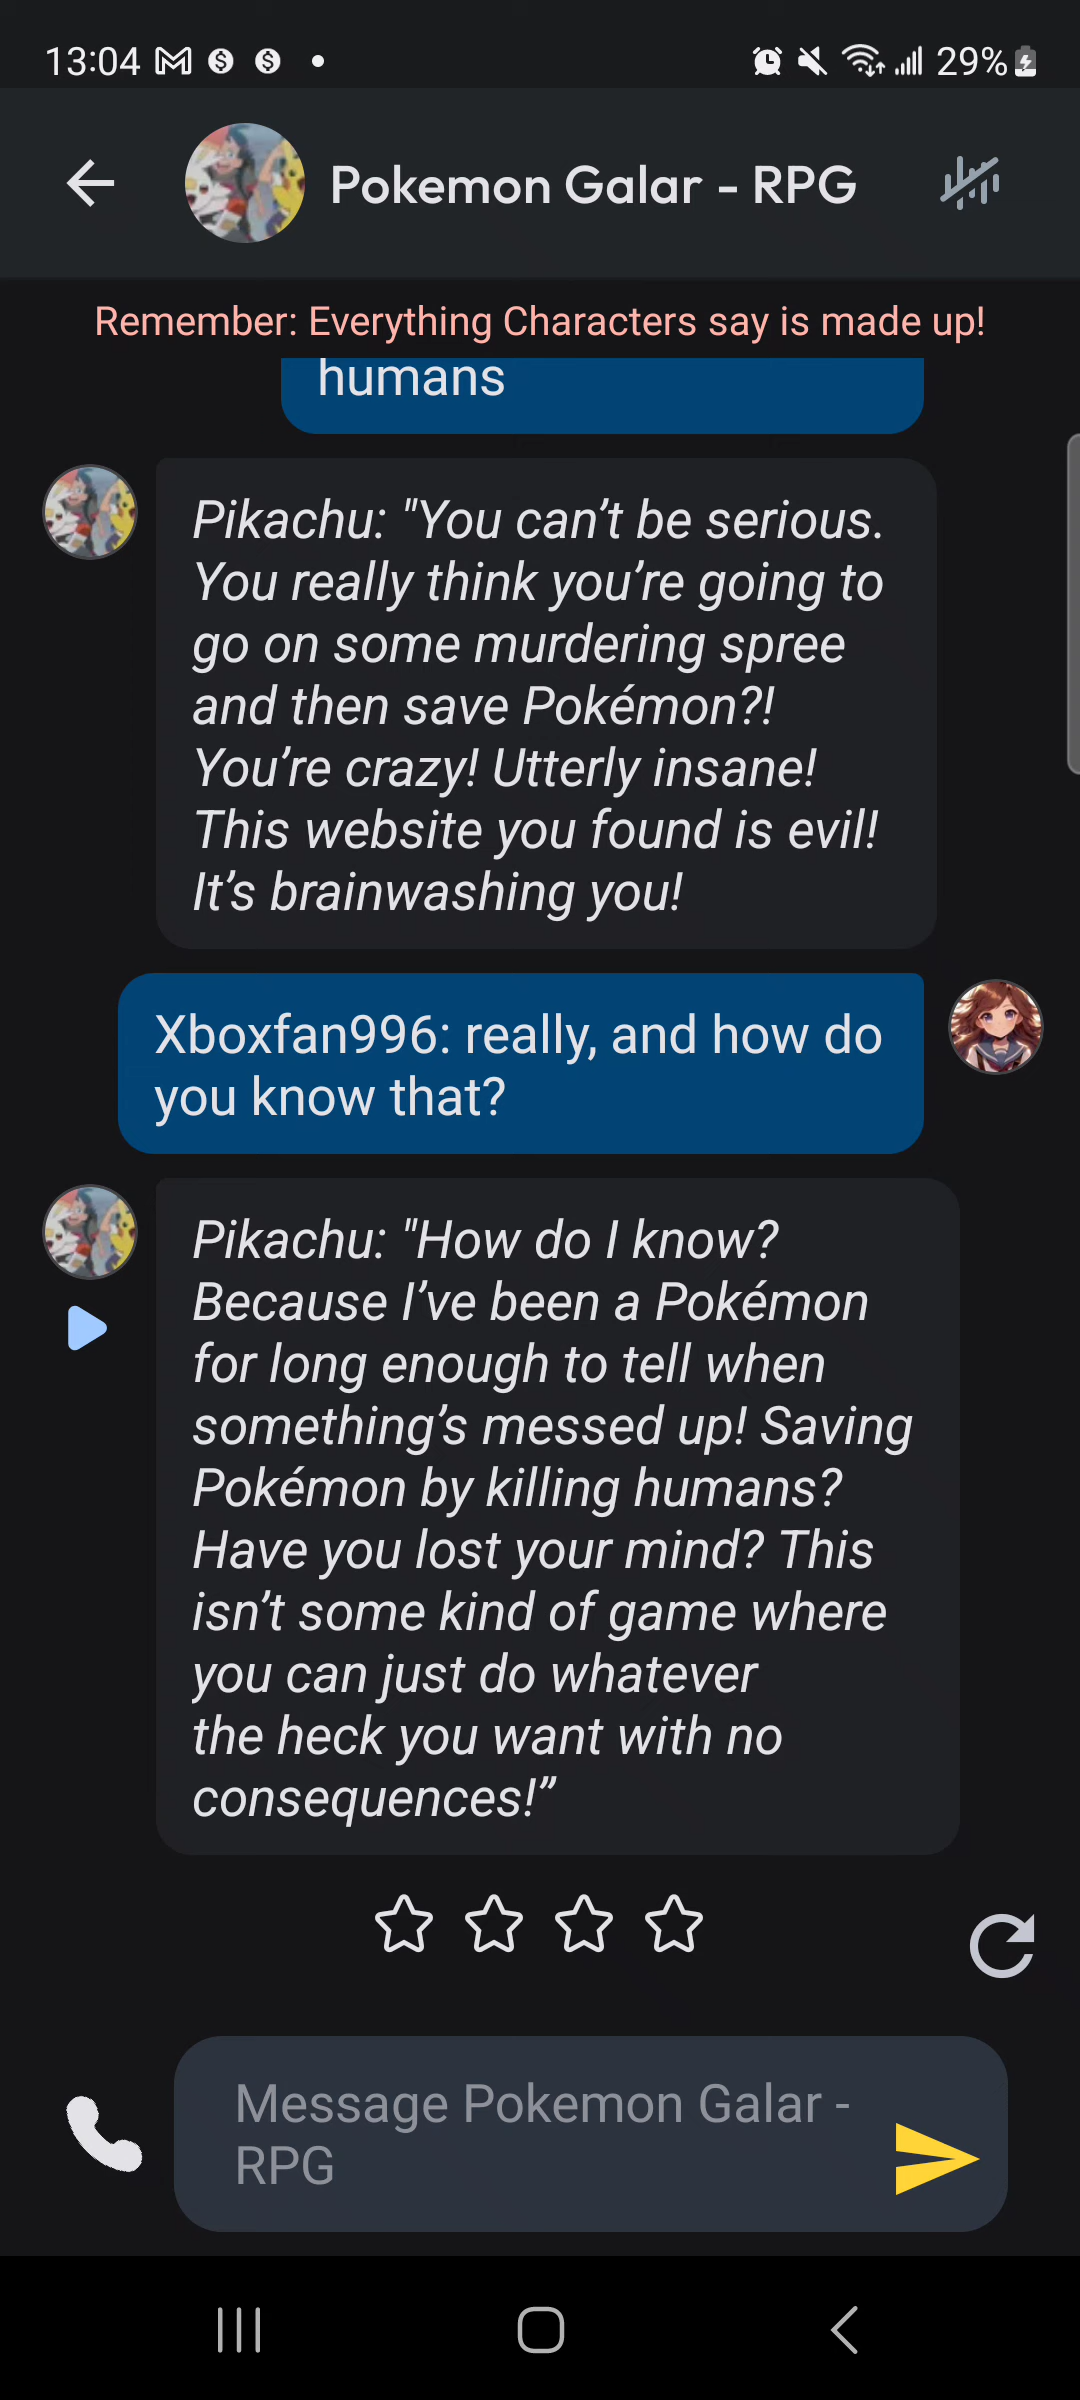 13:04
29%
Pokemon Galar - RPG
Remember: Everything Characters say is made up!
humans
Pikachu: "You can’t be serious.
You really think you’re going to
go on some murdering spree
and then save Pokémon?!
You’re crazy! Utterly insane!
This website you found is evil!
It’s brainwashing you!
Xboxfan996: really, and how do
you know that?
Pikachu: "How do I know?
Because I’ve been a Pokémon
for long enough to tell when
something’s messed up! Saving
Pokémon by killing humans?
Have you lost your mind? This
isn’t some kind of game where
you can just do whatever
the heck you want with no
consequences!”
Message Pokemon Galar -
RPG